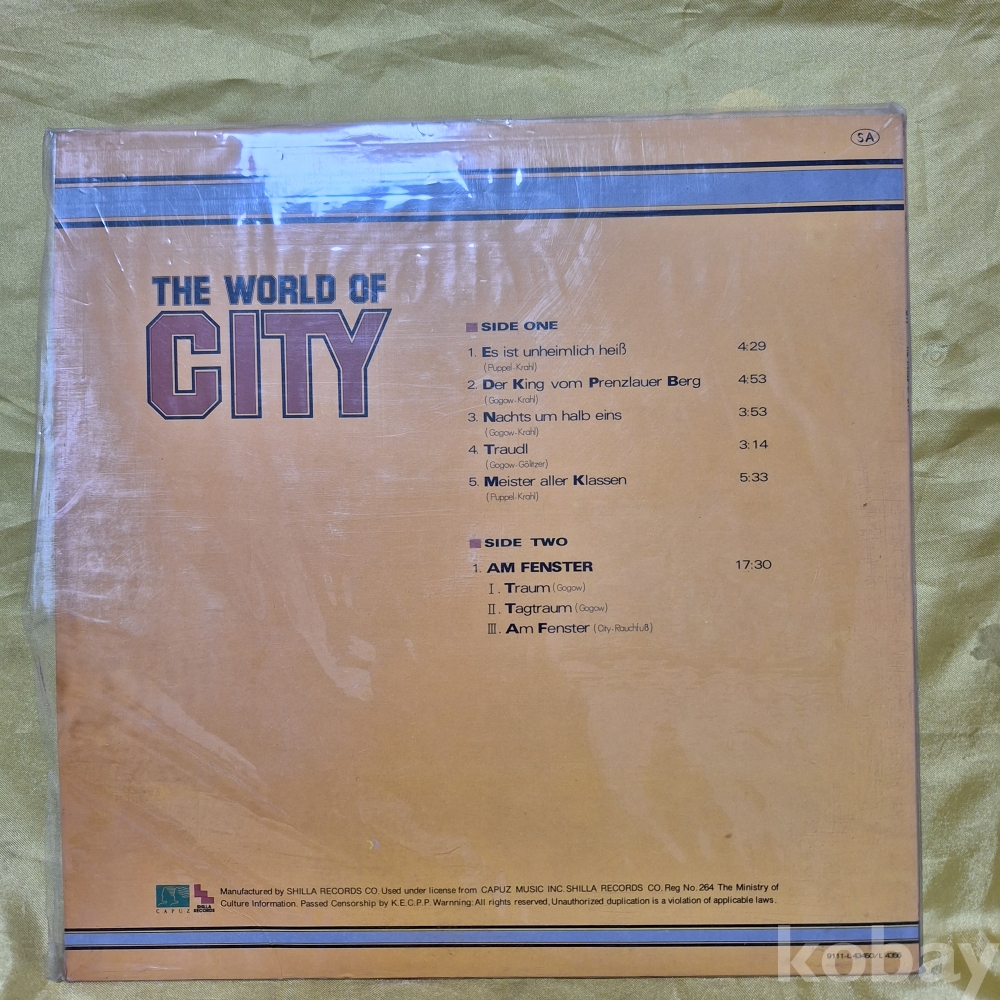 SA
THE WORLD OF
CITY
SIDE ONE
1. Es ist unheimlich heiß 4:29
(Puppel-Krahl)
2. Der King vom Prenzlauer Berg 4:53
(Gogow-Krahl)
3. Nachts um halb eins 3:53
(Gogow-Krahl)
4. Traudl 3:14
(Gogow-Gölitzer)
5. Meister aller Klassen 5:33
(Puppel-Krahl)
SIDE TWO
1. AM FENSTER 17:30
Ⅰ. Traum (Gogow)
Ⅱ. Tagtraum (Gogow)
Ⅲ. Am Fenster (City-Rauchluß)
CAPUZ
SHILLA RECORDS
Manufactured by SHILLA RECORDS CO. Used under license from CAPUZ MUSIC INC. SHILLA RECORDS CO. Reg No. 264 The Ministry of
Culture Information. Passed Censorship by K.E.C.P.P. Warnning: All rights reserved, Unauthorized duplication is a violation of applicable laws.
kobay